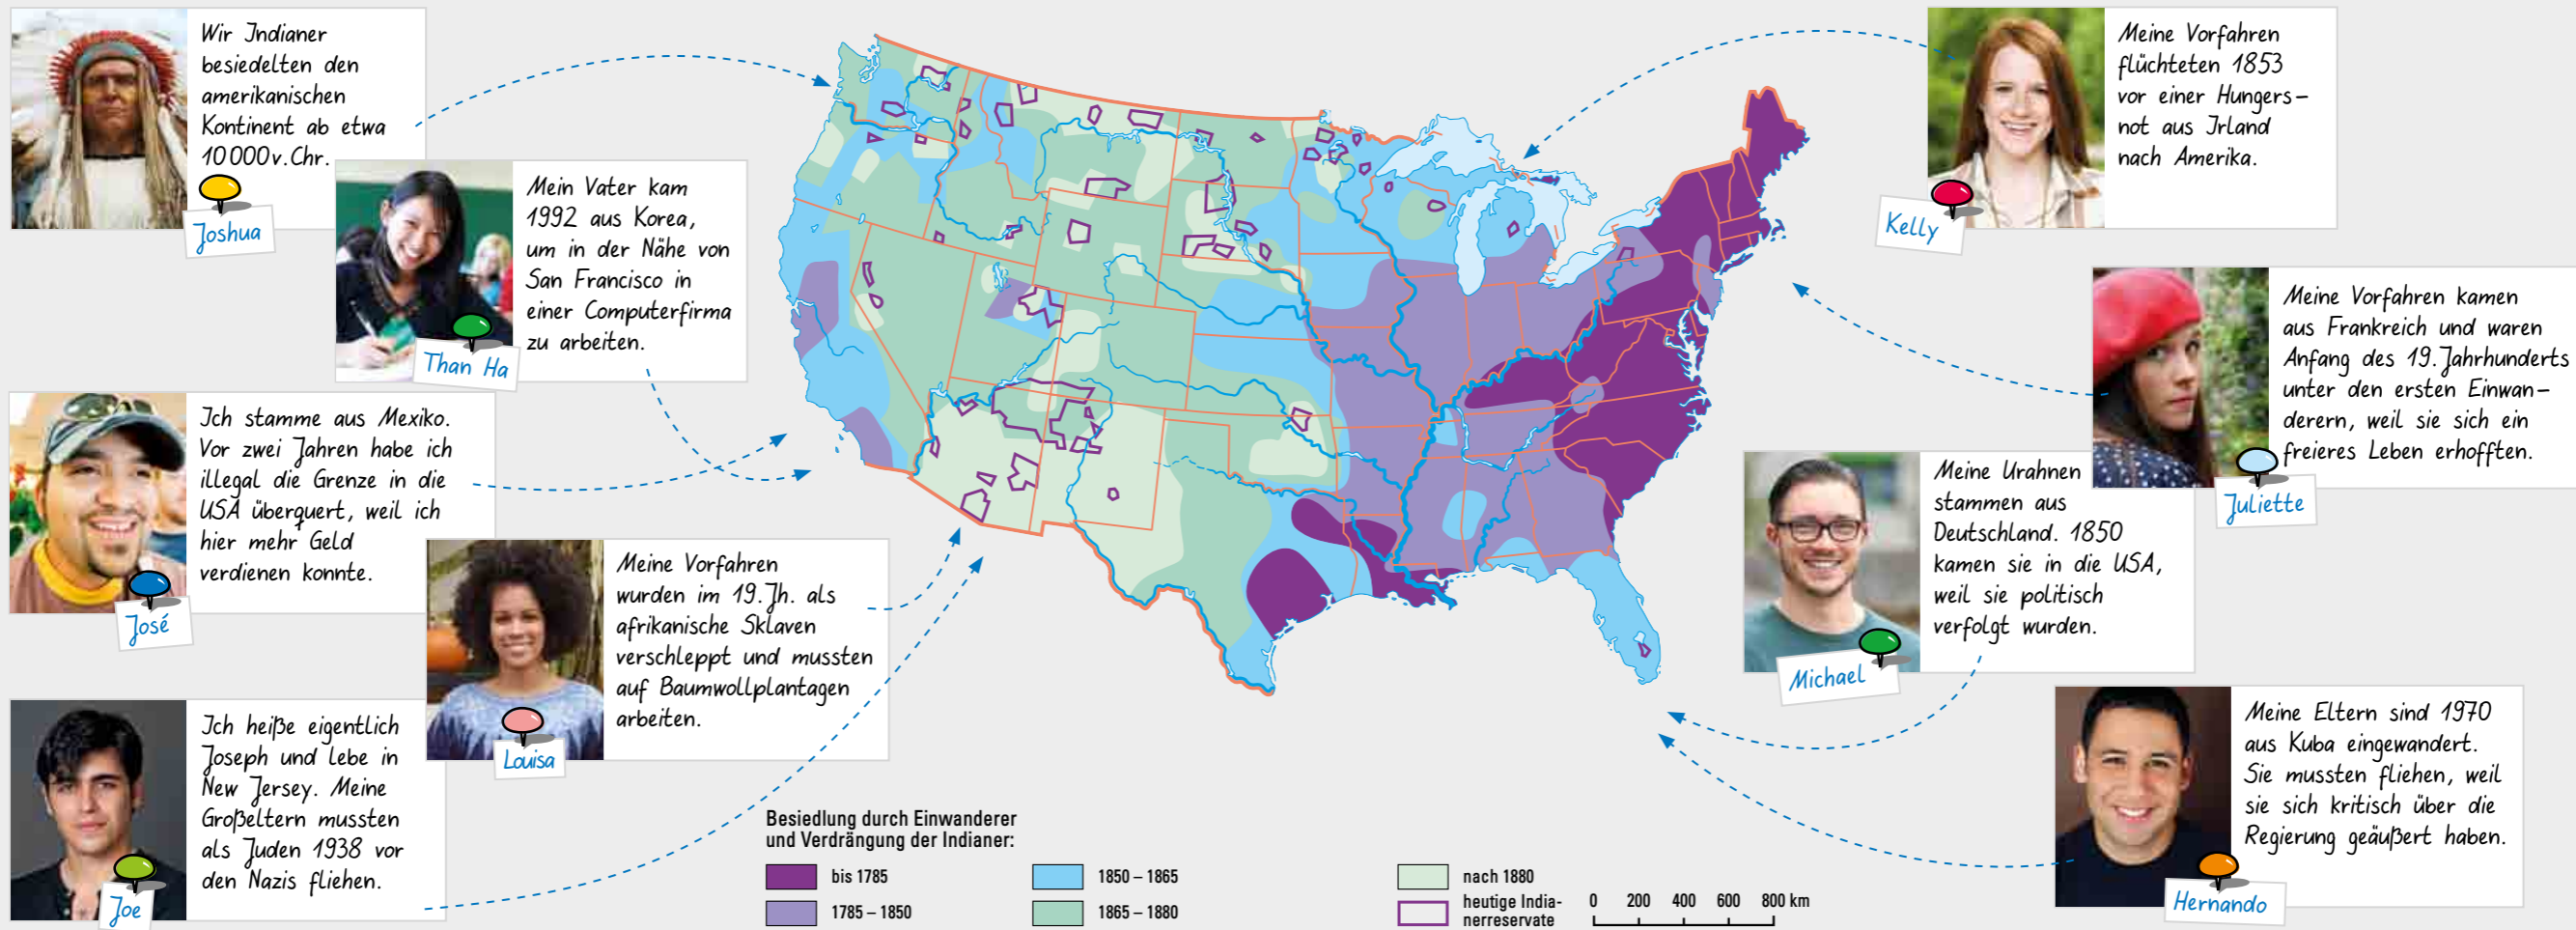 Wir Indianer
besiedelten den
amerikanischen
Kontinent ab etwa
10 000 v. Chr.
Joshua
Mein Vater kam
1992 aus Korea,
um in der Nähe von
San Francisco in
einer Computerfirma
zu arbeiten.
Than Ha
Ich stamme aus Mexiko.
Vor zwei Jahren habe ich
illegal die Grenze in die
USA überquert, weil ich
hier mehr Geld
verdienen konnte.
José
Meine Vorfahren
wurden im 19. Jh. als
afrikanische Sklaven
verschleppt und mussten
auf Baumwollplantagen
arbeiten.
Louisa
Ich heiße eigentlich
Joseph und lebe in
New Jersey. Meine
Großeltern mussten
als Juden 1938 vor
den Nazis fliehen.
Joe
Meine Vorfahren
flüchteten 1853
vor einer Hungers-
not aus Irland
nach Amerika.
Kelly
Meine Vorfahren kamen
aus Frankreich und waren
Anfang des 19. Jahrhunderts
unter den ersten Einwan-
derern, weil sie sich ein
freieres Leben erhofften.
Juliette
Meine Urahnen
stammen aus
Deutschland. 1850
kamen sie in die USA,
weil sie politisch
verfolgt wurden.
Michael
Meine Eltern sind 1970
aus Kuba eingewandert.
Sie mussten fliehen, weil
sie sich kritisch über die
Regierung geäußert haben.
Hernando
Besiedlung durch Einwanderer
und Verdrängung der Indianer:
bis 1785
1785 – 1850
1850 – 1865
1865 – 1880
nach 1880
heutige India-
nerreservate
0 200 400 600 800 km